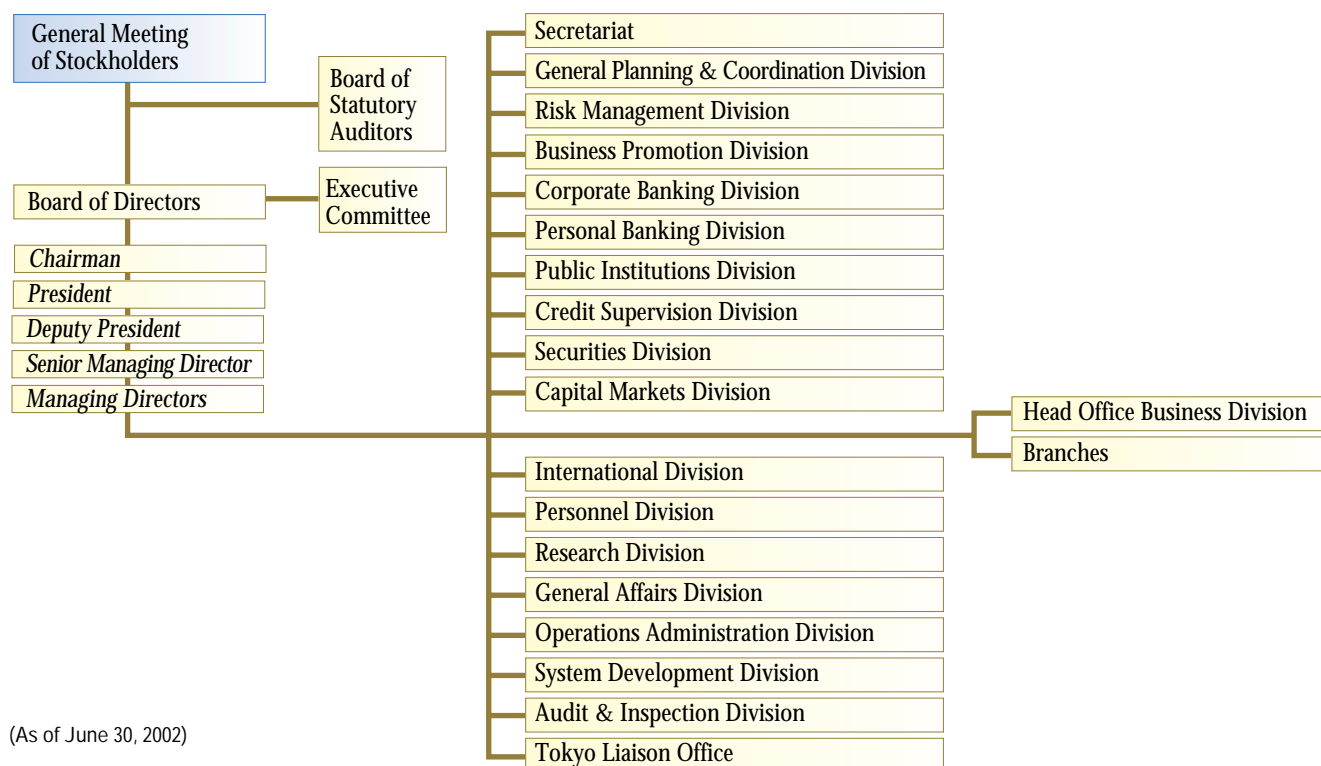 General Meeting
of Stockholders
Board of
Statutory
Auditors
Board of Directors
Executive
Committee
Chairman
President
Deputy President
Senior Managing Director
Managing Directors
Secretariat
General Planning & Coordination Division
Risk Management Division
Business Promotion Division
Corporate Banking Division
Personal Banking Division
Public Institutions Division
Credit Supervision Division
Securities Division
Capital Markets Division
Head Office Business Division
Branches
International Division
Personnel Division
Research Division
General Affairs Division
Operations Administration Division
System Development Division
Audit & Inspection Division
Tokyo Liaison Office
(As of June 30, 2002)